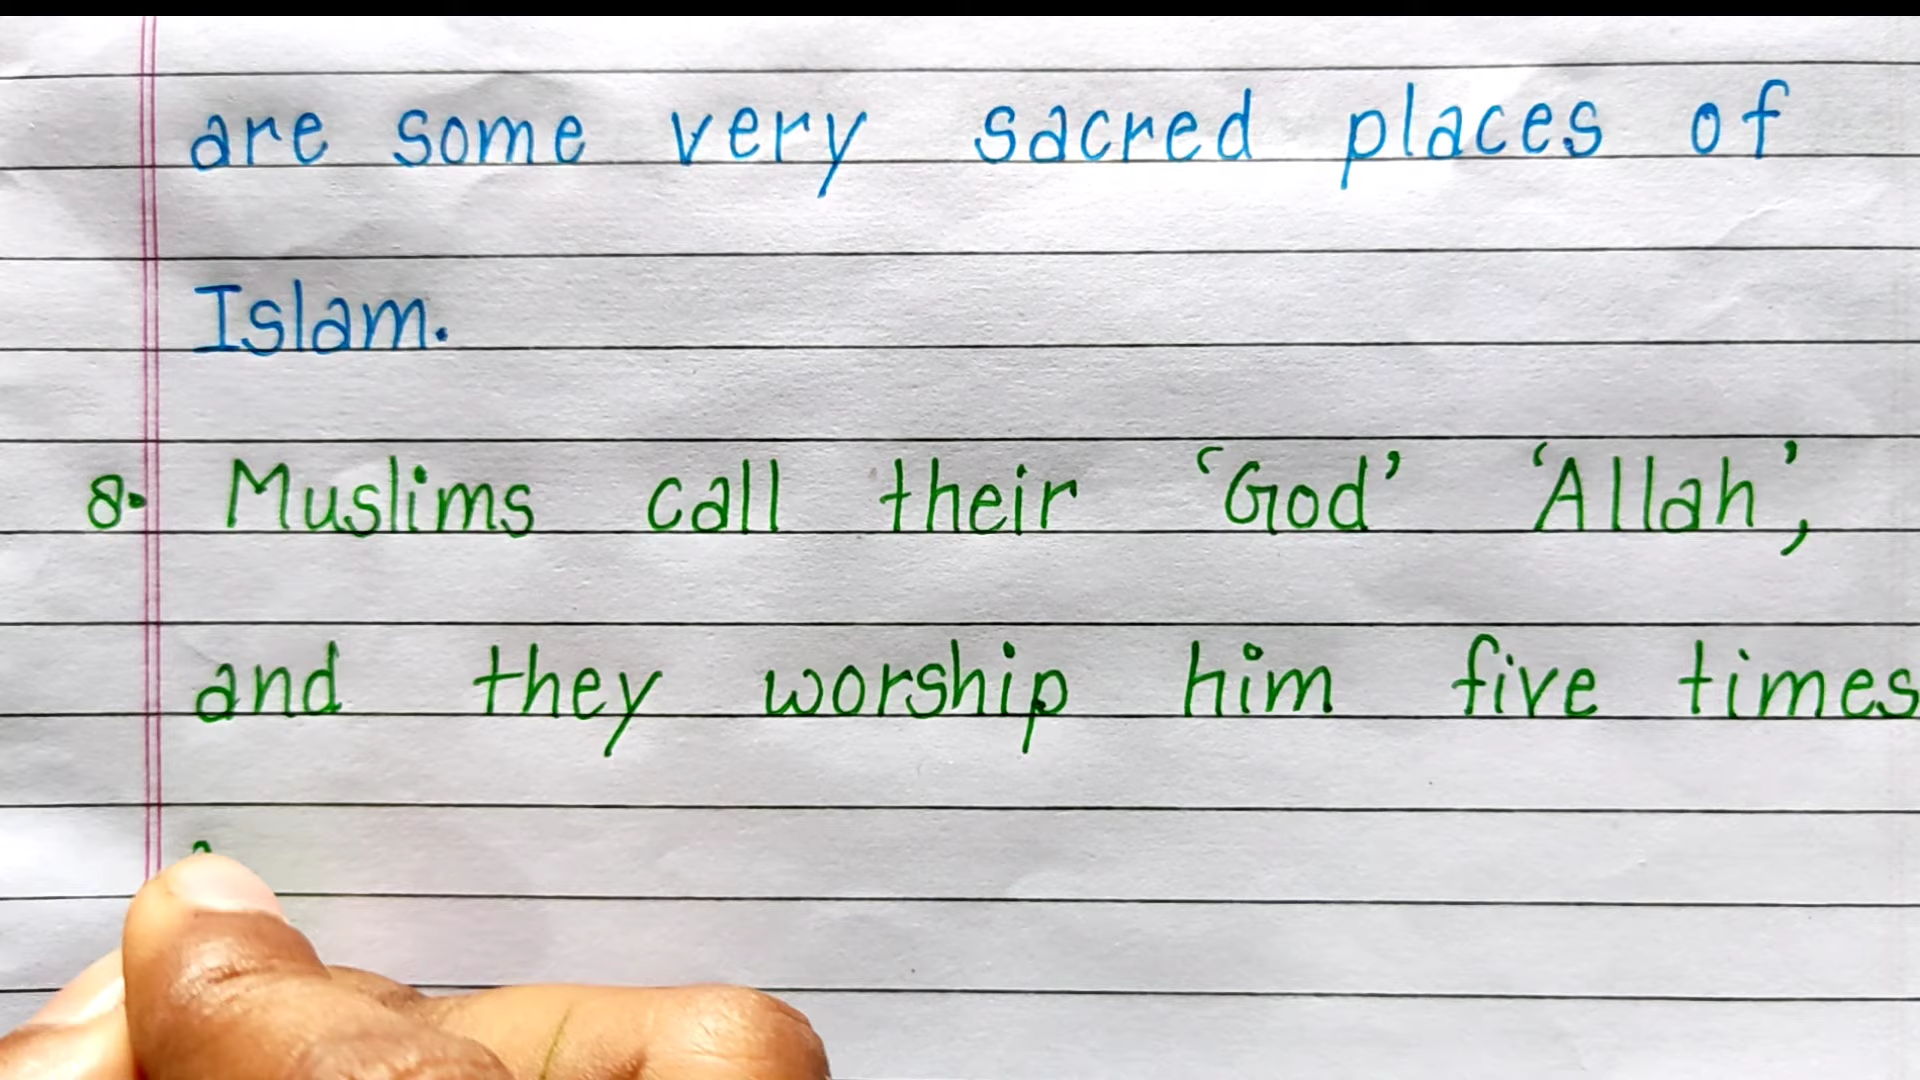 are some very sacred places of
Islam.
8. Muslims call their ‘God’ ‘Allah’,
and they worship him five times